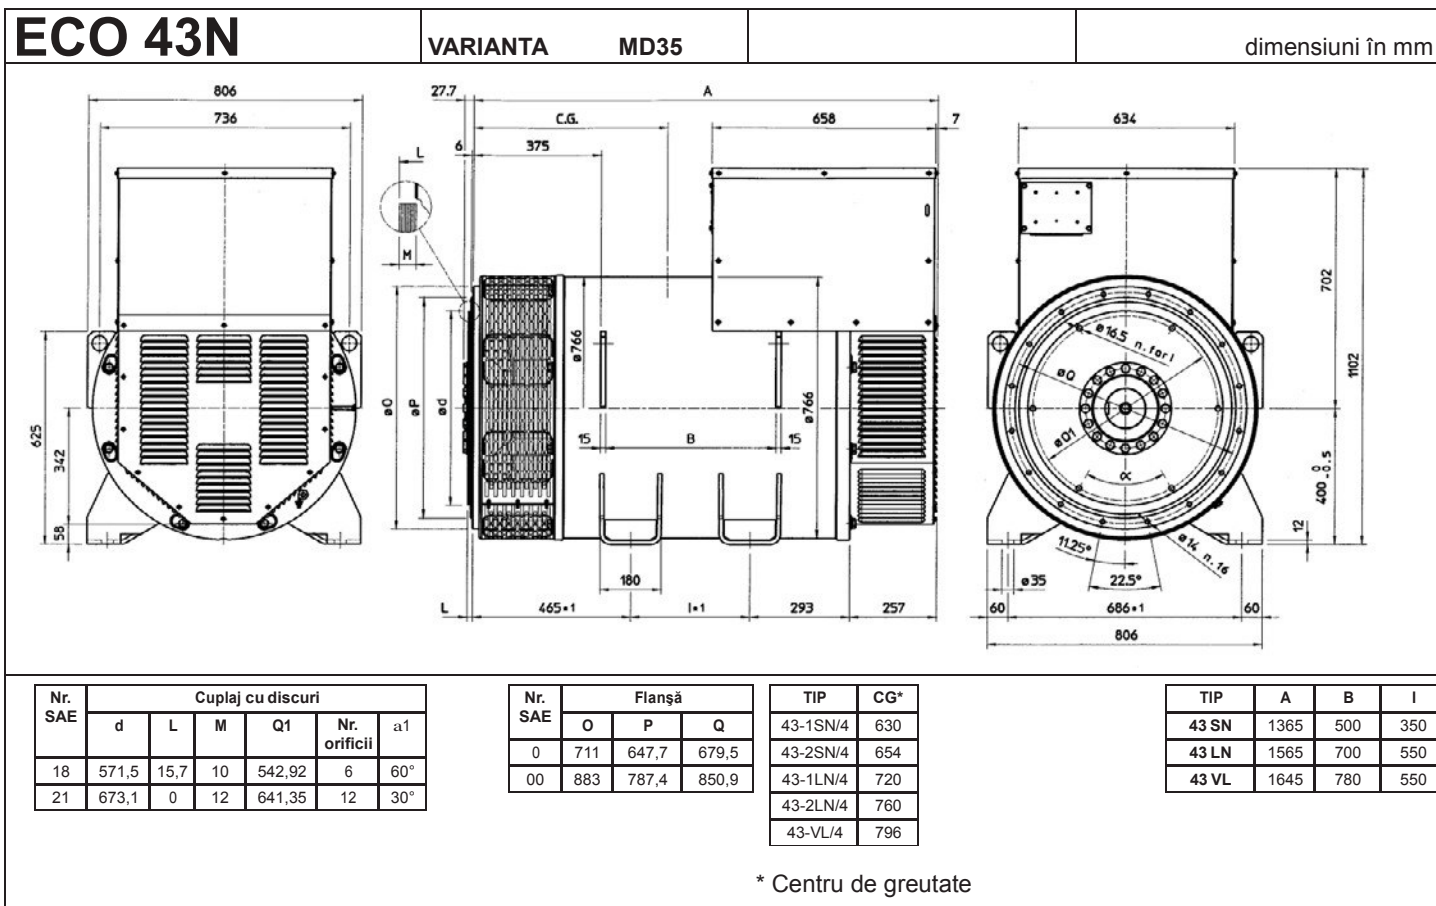 ECO 43N
VARIANTA MD35
dimensiuni în mm
806
736
625
342
58
27.7
A
C.G.
658
7
6
375
L
M
øO
øP
ød
ø766
ø766
15
B
15
180
L
465±1
I±1
293
257
634
702
1102
400 0 -0.5
12
ø16.5 n. fori
øQ
øQ1
α
11.25°
22.5°
ø14 n. 16
ø35
60
686±1
60
806
Nr. SAE
Cuplaj cu discuri
d L M Q1 Nr. orificii a1
18 571,5 15,7 10 542,92 6 60°
21 673,1 0 12 641,35 12 30°
Nr. SAE
Flanşă
O P Q
0 711 647,7 679,5
00 883 787,4 850,9
TIP CG*
43-1SN/4 630
43-2SN/4 654
43-1LN/4 720
43-2LN/4 760
43-VL/4 796
TIP A B I
43 SN 1365 500 350
43 LN 1565 700 550
43 VL 1645 780 550
* Centru de greutate